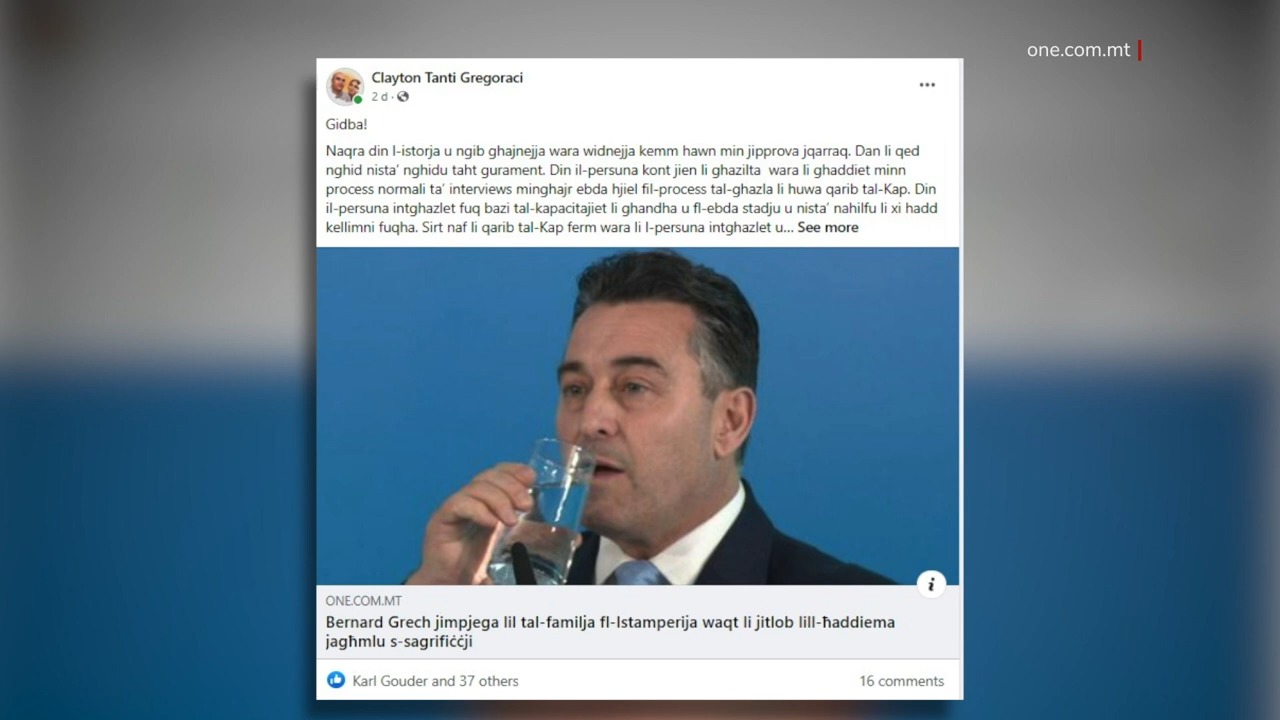 one.com.mt
Clayton Tanti Gregoraci
2 d ·
Gidba!
Naqra din l-istorja u ngib ghajnejja wara widnejja kemm hawn min jipprova jqarraq. Dan li qed
nghid nista' nghidu taht gurament. Din il-persuna kont jien li ghazilta wara li ghaddiet minn
process normali ta' interviews minghajr ebda hjiel fil-process tal-ghazla li huwa qarib tal-Kap. Din
il-persuna intghazlet fuq bazi tal-kapacitajiet li ghandha u fl-ebda stadju u nista' nahilfu li xi hadd
kellimni fuqha. Sirt naf li qarib tal-Kap ferm wara li l-persuna intghazlet u... See more
ONE.COM.MT
Bernard Grech jimpjega lil tal-familja fl-Istamperija waqt li jitlob lill-ħaddiema
jagħmlu s-sagrifiċċji
Karl Gouder and 37 others
16 comments